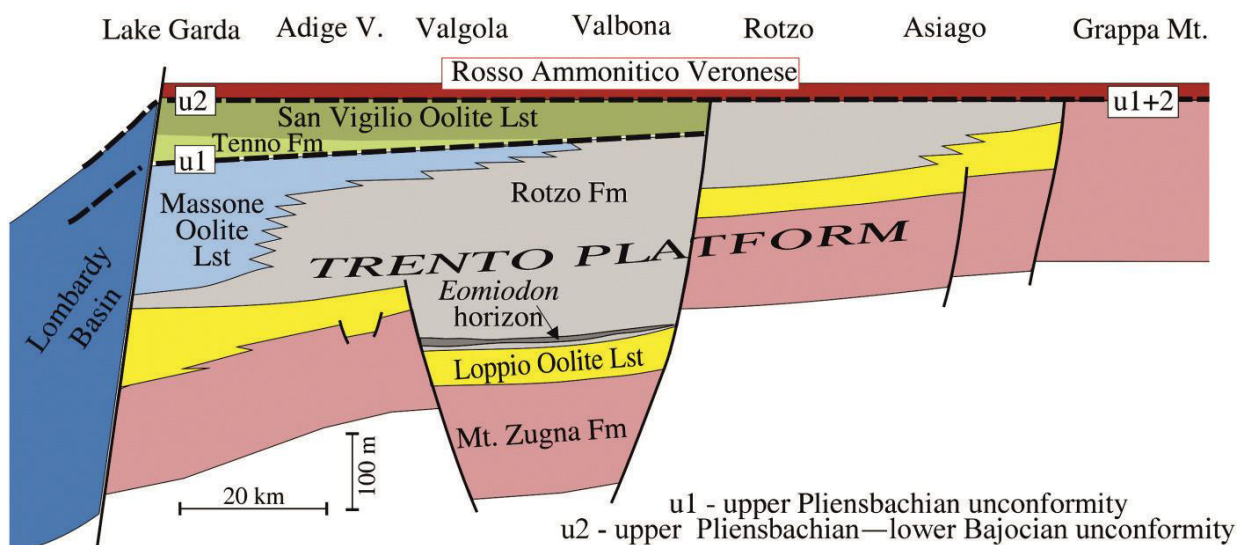 Lake Garda Adige V. Valgola Valbona Rotzo Asiago Grappa Mt.
Rosso Ammonitico Veronese
u2
u1+2
San Vigilio Oolite Lst
Tenno Fm
u1
Massone
Oolite
Lst
Rotzo Fm
TRENTO PLATFORM
Lombardy
Basin
Eomiodon
horizon
Loppio Oolite Lst
Mt. Zugna Fm
100 m
20 km
u1 - upper Pliensbachian unconformity
u2 - upper Pliensbachian—lower Bajocian unconformity